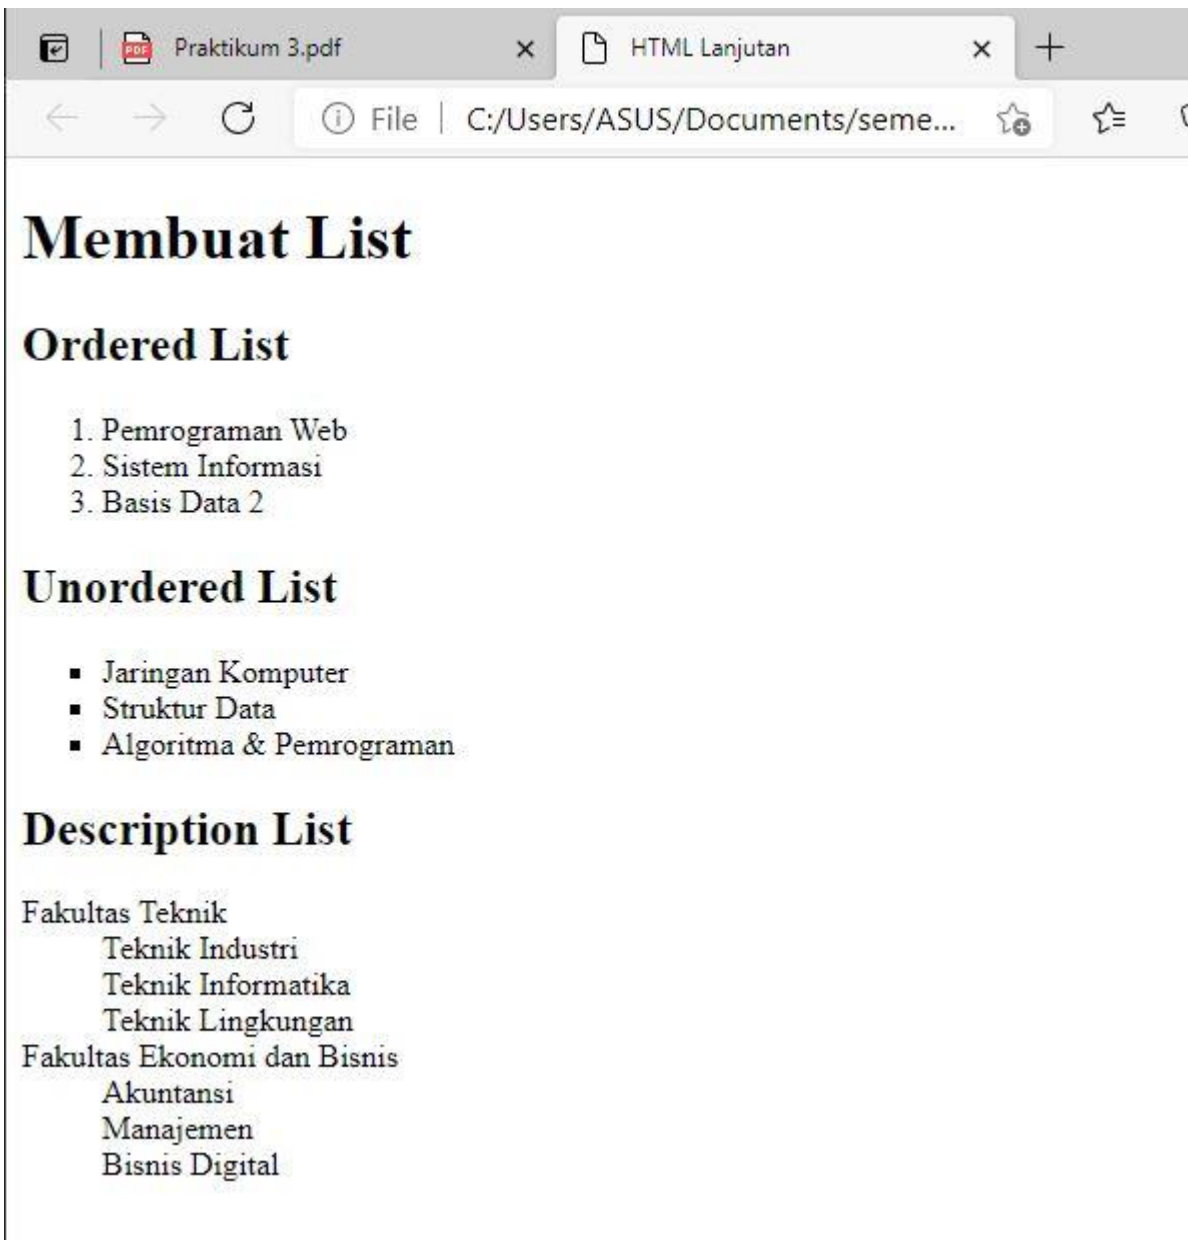 Praktikum 3.pdf
HTML Lanjutan
File
C:/Users/ASUS/Documents/seme...
Membuat List
Ordered List
1. Pemrograman Web
2. Sistem Informasi
3. Basis Data 2
Unordered List
▪ Jaringan Komputer
▪ Struktur Data
▪ Algoritma & Pemrograman
Description List
Fakultas Teknik
Teknik Industri
Teknik Informatika
Teknik Lingkungan
Fakultas Ekonomi dan Bisnis
Akuntansi
Manajemen
Bisnis Digital